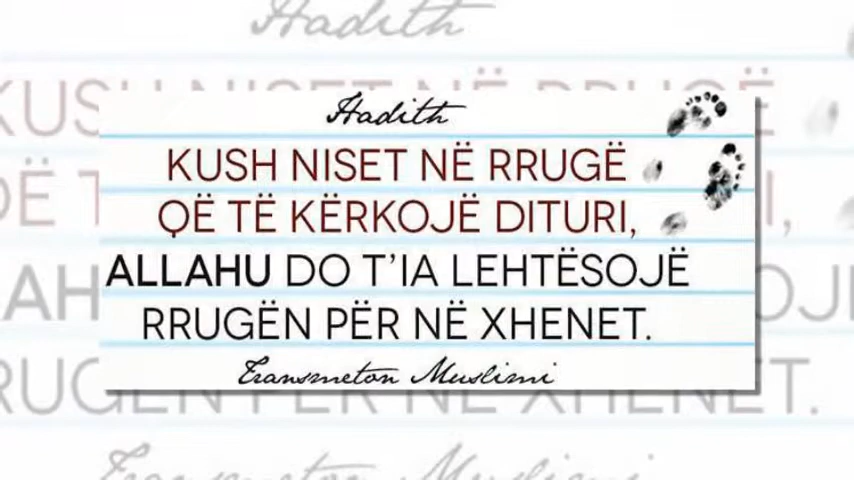 Hadith
KUSH NISET NË RRUGË
QË TË KËRKOJË DITURI,
ALLAHU DO T'IA LEHTËSOJË
RRUGËN PËR NË XHENET.
Transmeton Muslimi